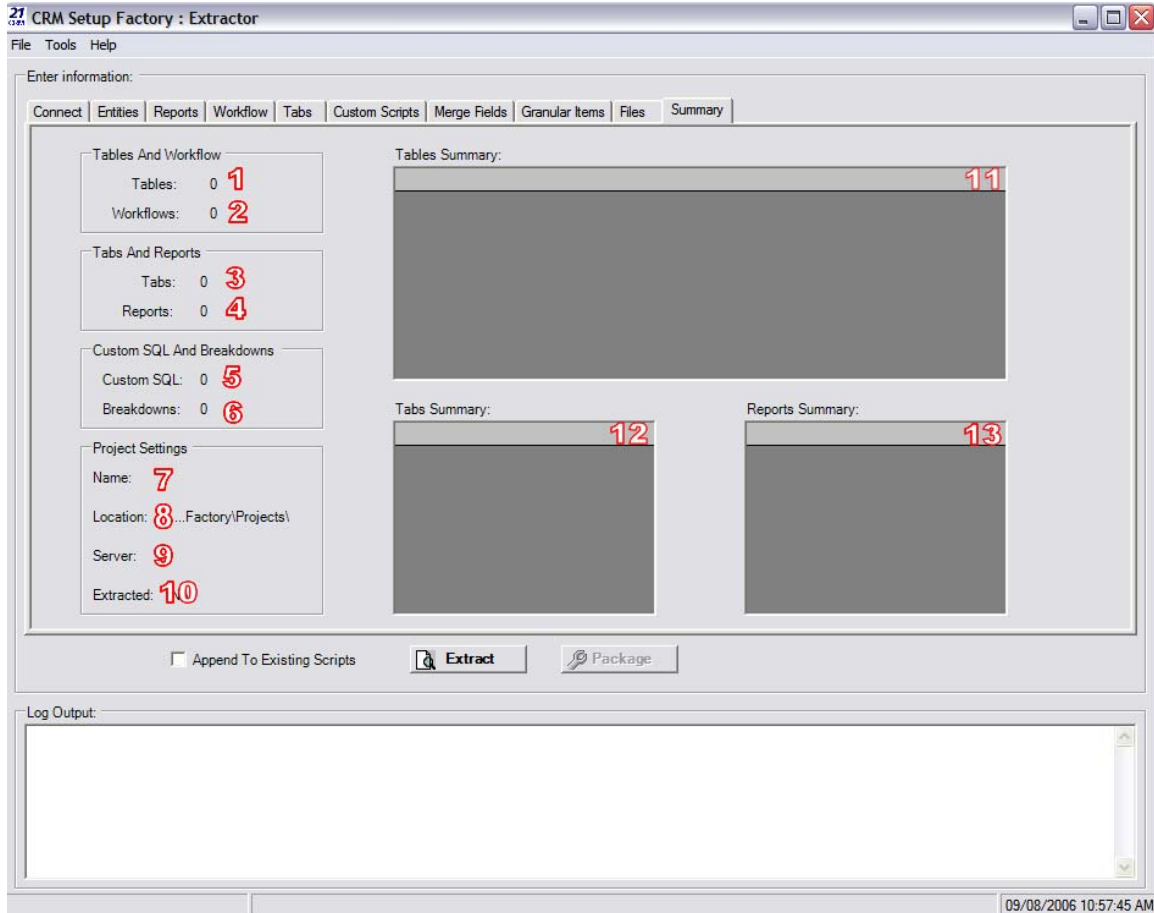 21 CRM CRM Setup Factory : Extractor
File Tools Help
Enter information:
Connect Entities Reports Workflow Tabs Custom Scripts Merge Fields Granular Items Files Summary
Tables And Workflow
Tables: 0 1
Workflows: 0 2
Tabs And Reports
Tabs: 0 3
Reports: 0 4
Custom SQL And Breakdowns
Custom SQL: 0 5
Breakdowns: 0 6
Project Settings
Name: 7
Location: 8 ...Factory\Projects\
Server: 9
Extracted: 10
Tables Summary:
11
Tabs Summary:
12
Reports Summary:
13
Append To Existing Scripts
Extract
Package
Log Output:
09/08/2006 10:57:45 AM